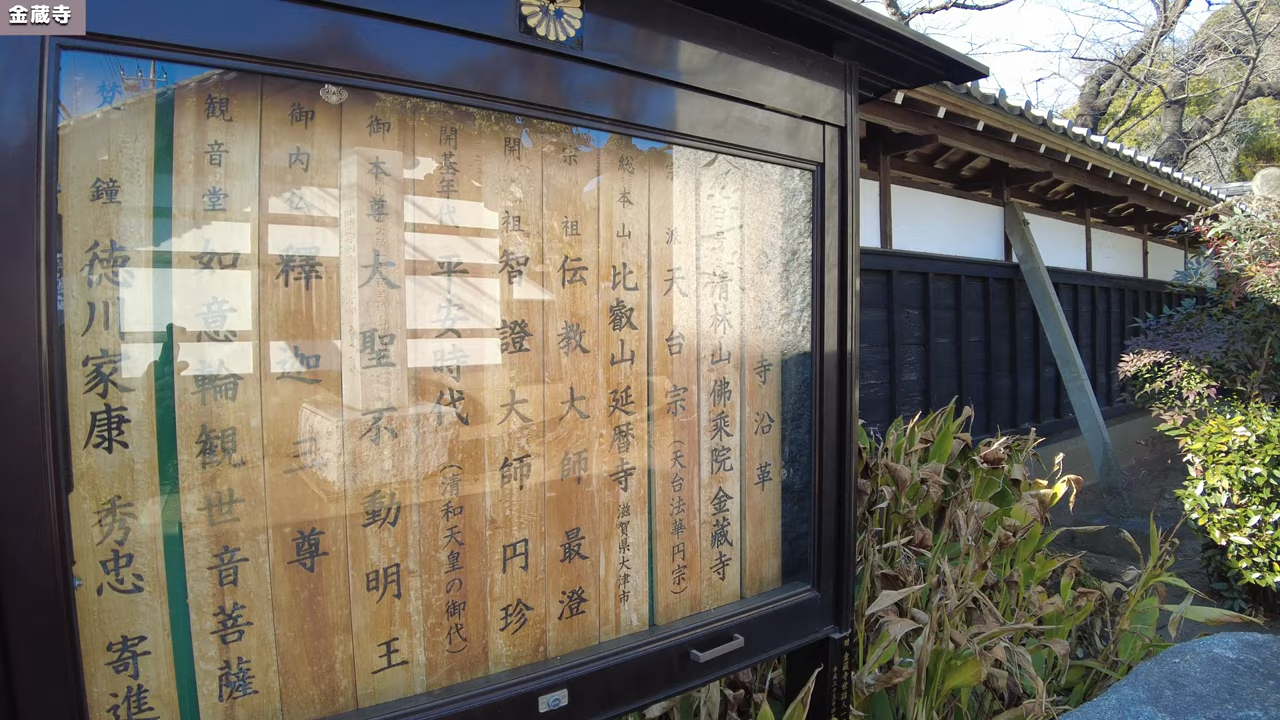 金蔵寺
寺沿革
清林山佛乗院金蔵寺
宗派 天台宗(天台法華円宗)
総本山 比叡山延暦寺 滋賀県大津市
宗祖 伝教大師 最澄
開祖 智證大師 円珍
開基年代 平安時代(清和天皇の御代)
御本尊 大聖不動明王
御内仏 釋迦三尊
観音堂 如意輪観世音菩薩
梵鐘 徳川家康 秀忠 寄進